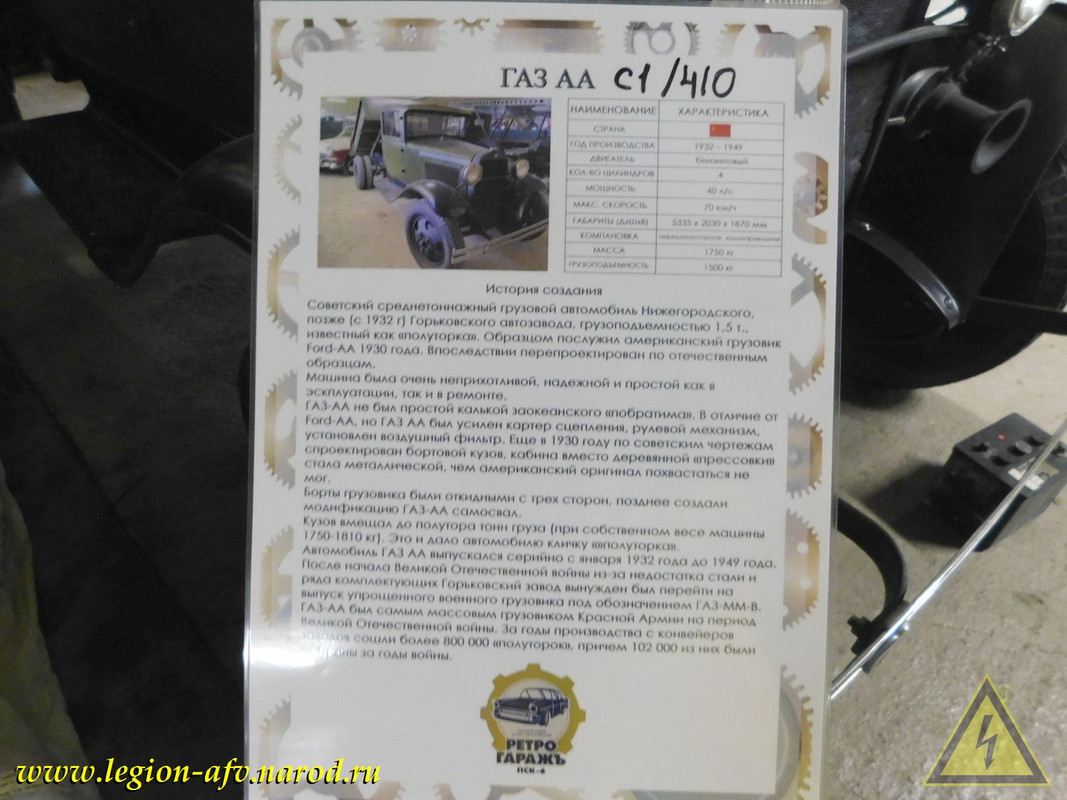 ГАЗ АА С1/410
НАИМЕНОВАНИЕ ХАРАКТЕРИСТИКА
СТРАНА
ГОД ПРОИЗВОДСТВА 1932 – 1949
ДВИГАТЕЛЬ бензиновый
КОЛ-ВО ЦИЛИНДРОВ 4
МОЩНОСТЬ 40 л/с
МАКС. СКОРОСТЬ 70 км/ч
ГАБАРИТЫ (ДхШхВ) 5335 х 2030 х 1870 мм
КОМПАНОВКА
МАССА 1750 кг
ГРУЗОПОДЪЕМНОСТЬ 1500 кг
История создания
Советский среднетоннажный грузовой автомобиль Нижегородского,
позже (с 1932 г) Горьковского автозавода, грузоподъемностью 1,5 т.,
известный как «полуторка». Образцом послужил американский грузовик
Ford-AA 1930 года. Впоследствии перепроектирован по отечественным
образцам.
Машина была очень неприхотливой, надежной и простой как в
эксплуатации, так и в ремонте.
ГАЗ-АА не был простой калькой заокеанского «побратима». В отличие от
Ford-AA, но ГАЗ АА был усилен картер сцепления, рулевой механизм,
установлен воздушный фильтр. Еще в 1930 году по советским чертежам
спроектирован бортовой кузов, кабина вместо деревянной «прессовки»
стала металлической, чем американский оригинал похвастаться не
мог.
Борты грузовика были откидными с трех сторон, позднее создали
модификацию ГАЗ-АА самосвал.
Кузов вмещал до полутора тонн груза (при собственном весе машины
1750-1810 кг). Это и дало автомобилю кличку «»полуторка».
Автомобиль ГАЗ АА выпускался серийно с января 1932 года до 1949 года.
После начала Великой Отечественной войны из-за недостатка стали и
ряда комплектующих Горьковский завод вынужден был перейти на
выпуск упрощенного военного грузовика под обозначением ГАЗ-ММ-В.
ГАЗ-АА был самым массовым грузовиком Красной Армии на период
Великой Отечественной войны. За годы производства с конвейеров
заводов сошли более 800 000 «полуторою», причем 102 000 из них были
за годы войны.
РЕТРО
ГАРАЖЪ
ПСК-6
www.legion-afv.narod.ru